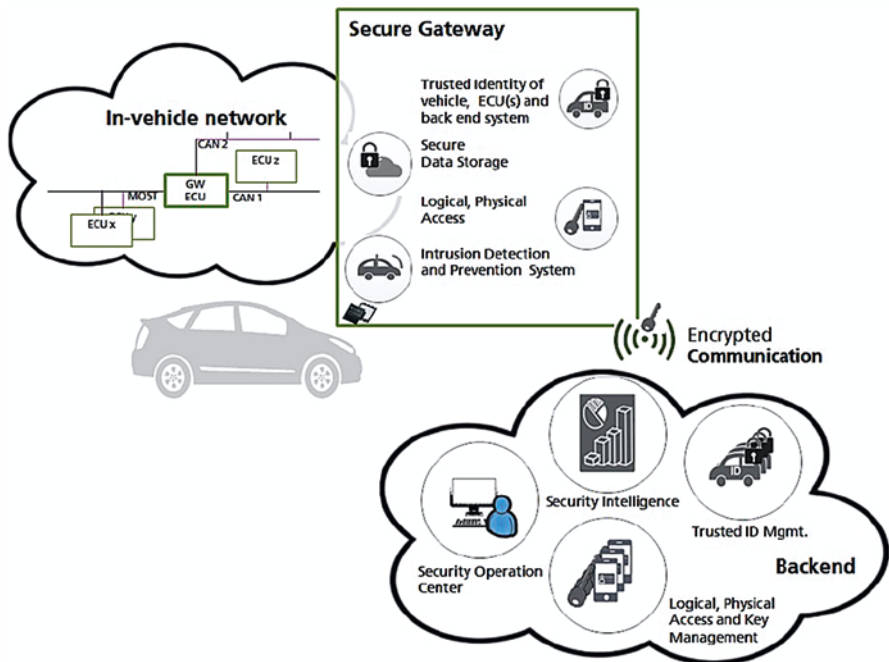 Secure Gateway
Trusted Identity of
vehicle, ECU(s) and
back end system
ID
Secure
Data Storage
Logical, Physical
Access
Intrusion Detection
and Prevention System
In-vehicle network
CAN 2
ECU z
GW
ECU
MOST
CAN 1
ECU x
Encrypted
Communication
Security Intelligence
ID
Trusted ID Mgmt.
Security Operation
Center
Backend
Logical, Physical
Access and Key
Management